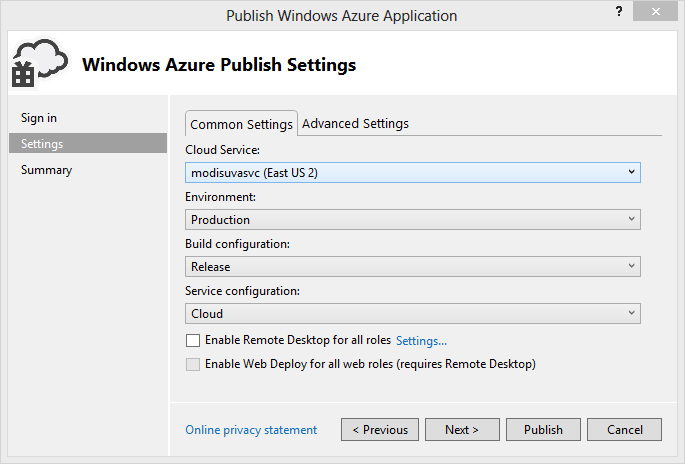 Publish Windows Azure Application
?
Windows Azure Publish Settings
Sign in
Settings
Summary
Common Settings
Advanced Settings
Cloud Service:
modisuvasvc (East US 2)
Environment:
Production
Build configuration:
Release
Service configuration:
Cloud
Enable Remote Desktop for all roles Settings...
Enable Web Deploy for all web roles (requires Remote Desktop)
Online privacy statement
< Previous
Next >
Publish
Cancel